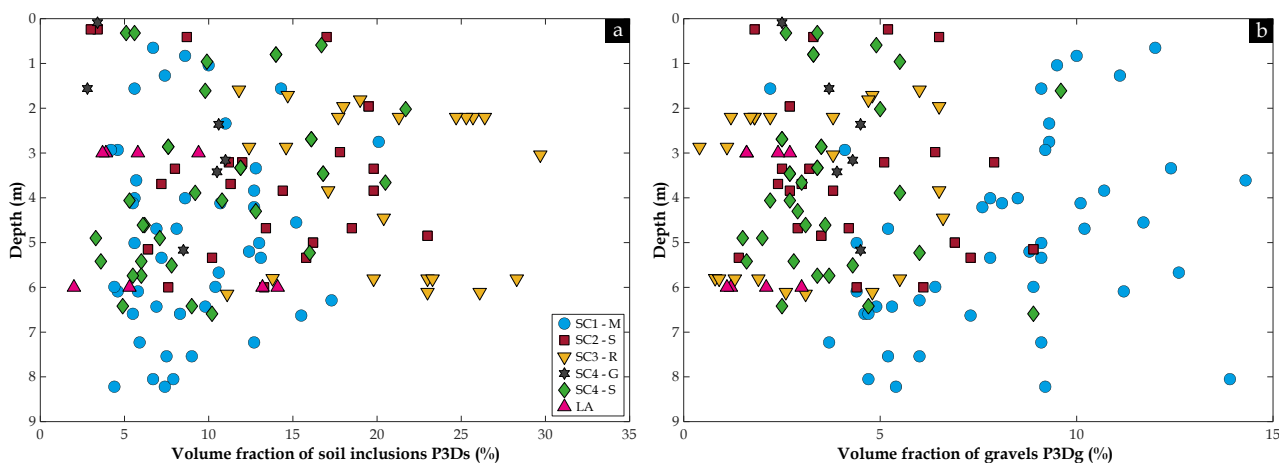 a
0
1
2
3
4
5
6
7
8
9
Depth (m)
0
5
10
15
20
25
30
35
Volume fraction of soil inclusions P3Ds (%)
SC1 - M
SC2 - S
SC3 - R
SC4 - G
SC4 - S
LA
b
0
1
2
3
4
5
6
7
8
9
Depth (m)
0
5
10
15
Volume fraction of gravels P3Dg (%)